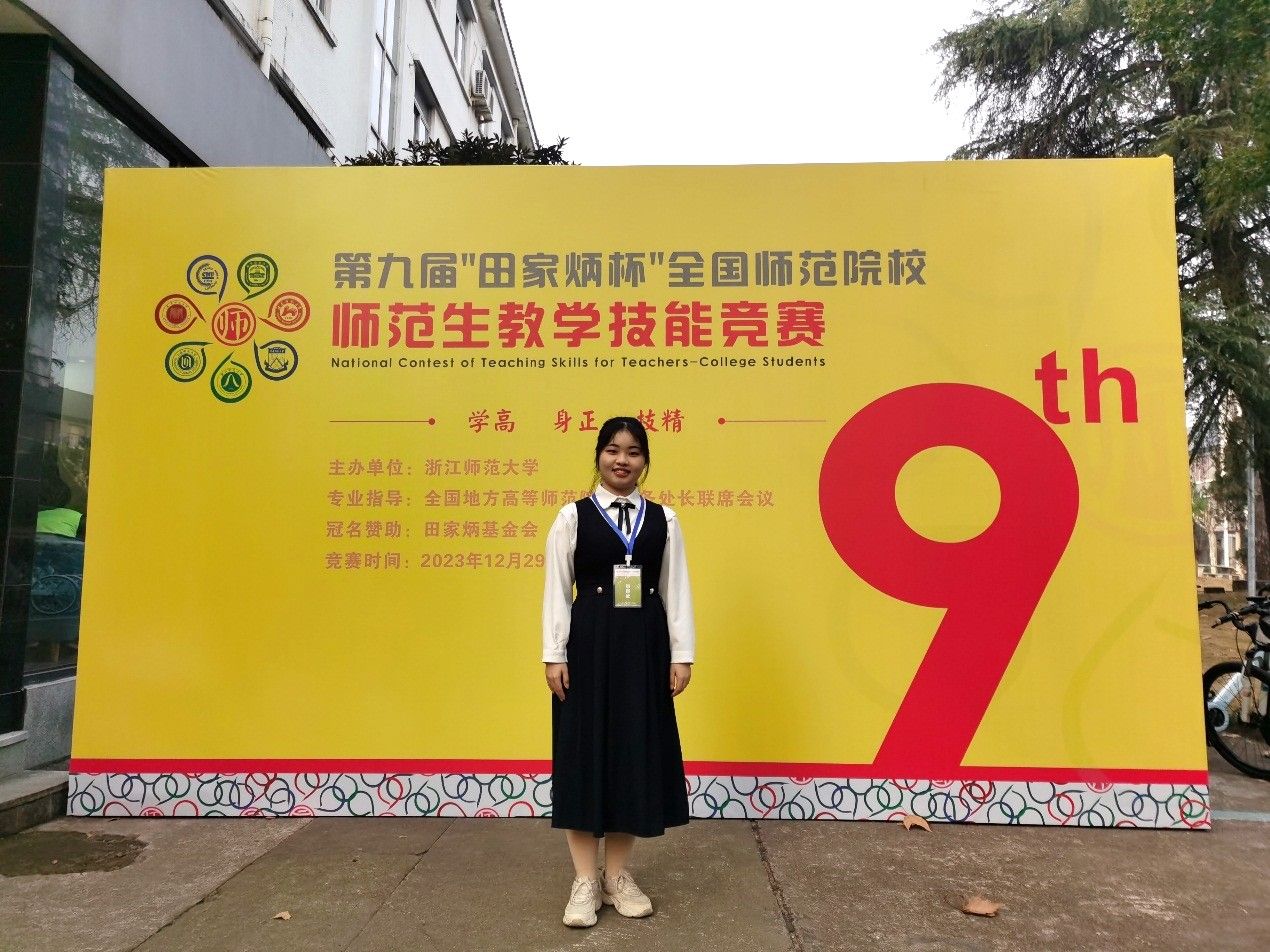 第九届"田家炳杯"全国师范院校
师范生教学技能竞赛
National Contest of Teaching Skills for Teachers-College Students
学高 身正 技精
主办单位：浙江师范大学
专业指导：全国地方高等师范院 务处长联席会议
冠名赞助：田家炳基金会
竞赛时间：2023年12月29
9th
师